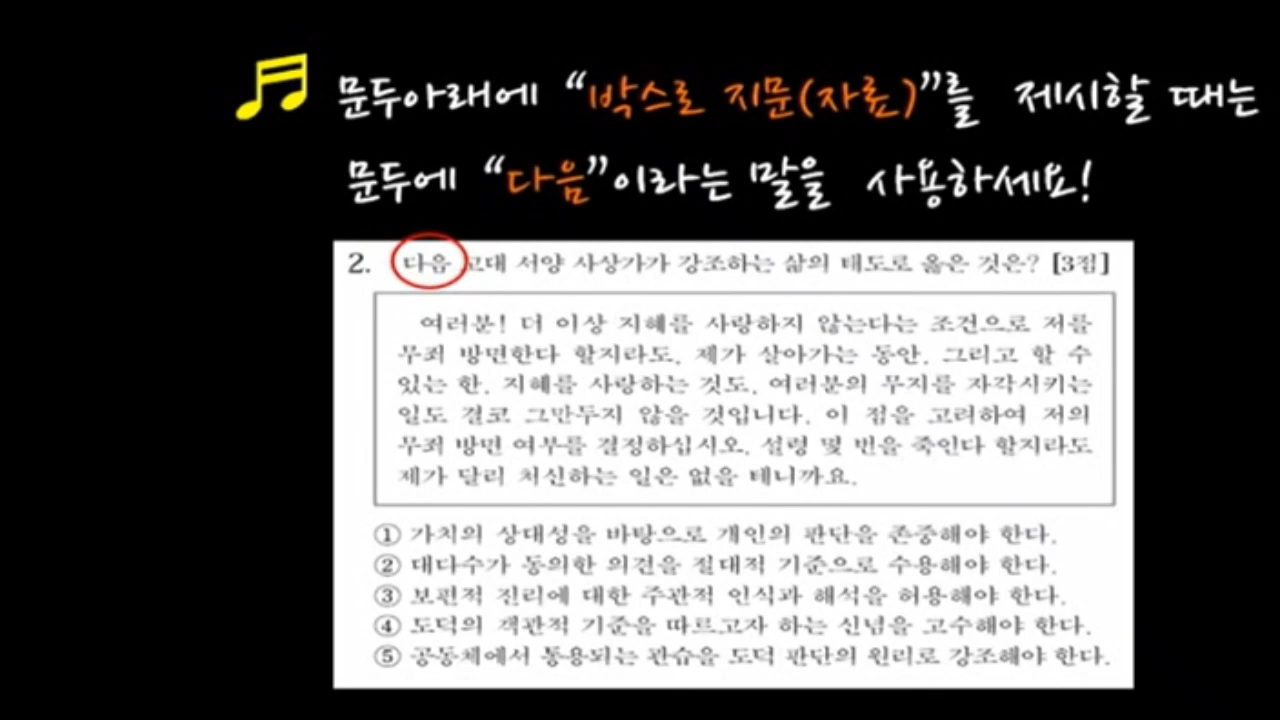 문두아래에 “박스로 지문(자료)”를 제시할 때는
문두에 “다음”이라는 말을 사용하세요!
2. 다음 고대 서양 사상가가 강조하는 삶의 태도로 옳은 것은? [3점]
여러분! 더 이상 지혜를 사랑하지 않는다는 조건으로 저를
무죄 방면한다 할지라도, 제가 살아가는 동안, 그리고 할 수
있는 한, 지혜를 사랑하는 것도, 여러분의 무지를 자각시키는
일도 결코 그만두지 않을 것입니다. 이 점을 고려하여 저의
무죄 방면 여부를 결정하십시오. 설령 몇 번을 죽인다 할지라도
제가 달리 처신하는 일은 없을 테니까요.
① 가치의 상대성을 바탕으로 개인의 판단을 존중해야 한다.
② 대다수가 동의한 의견을 절대적 기준으로 수용해야 한다.
③ 보편적 진리에 대한 주관적 인식과 해석을 허용해야 한다.
④ 도덕의 객관적 기준을 따르고자 하는 신념을 고수해야 한다.
⑤ 공동체에서 통용되는 관습을 도덕 판단의 원리로 강조해야 한다.